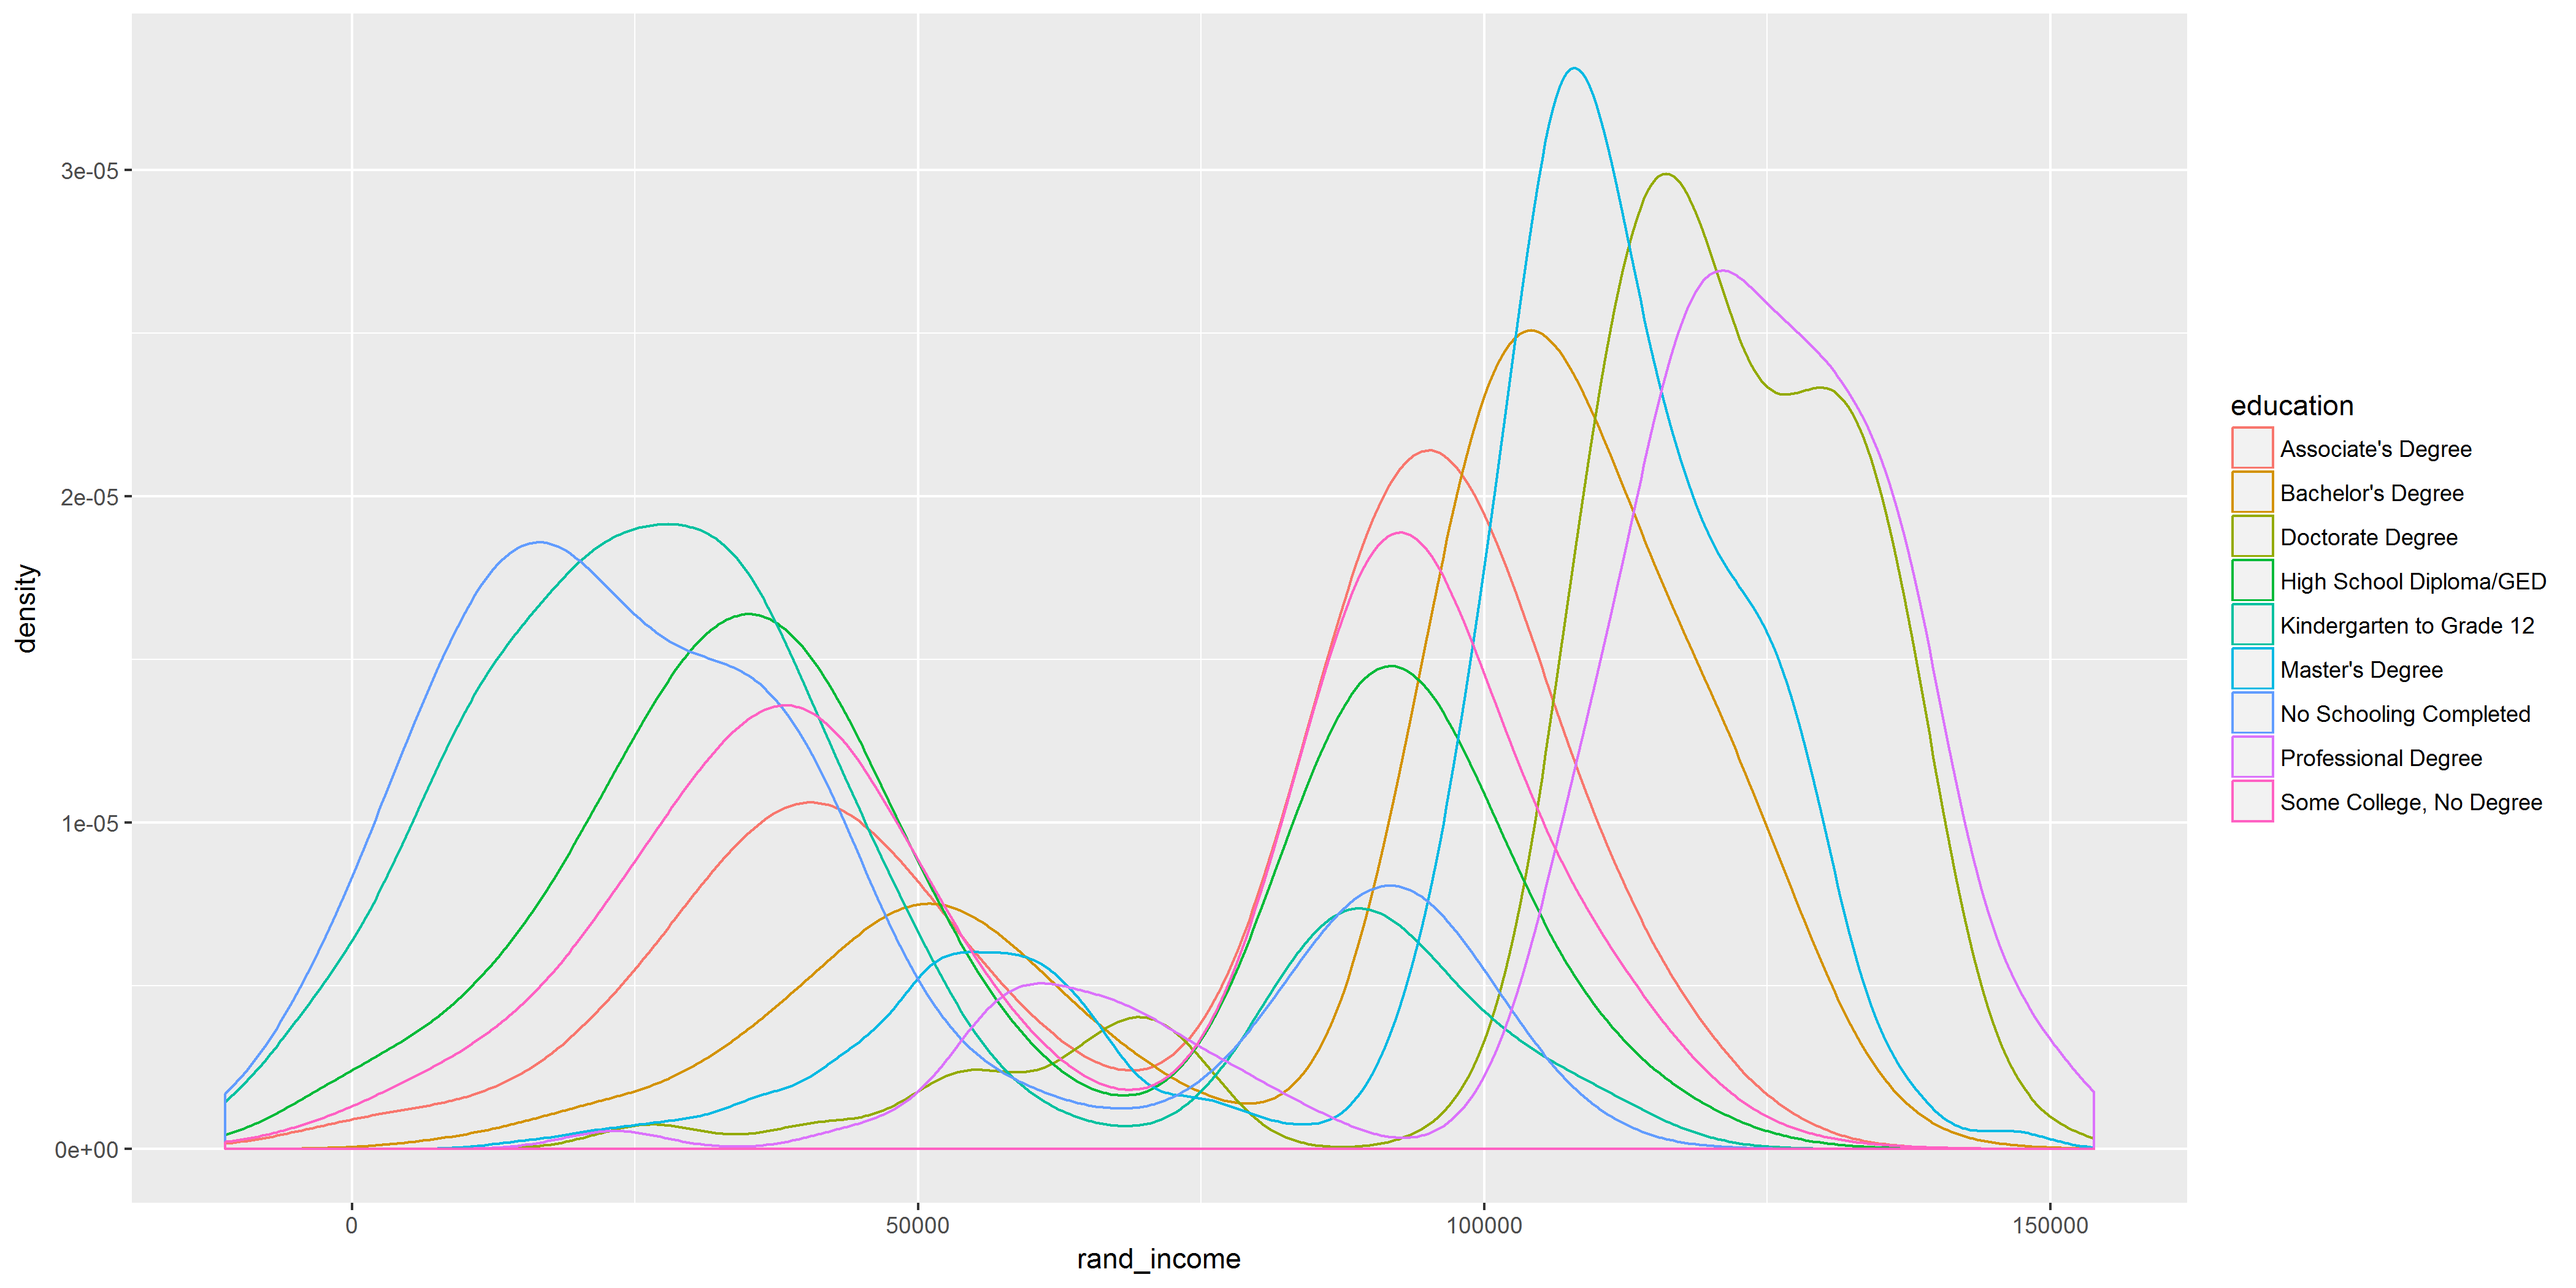 3e-05
2e-05
1e-05
0e+00
density
0
50000
100000
150000
rand_income
education
Associate's Degree
Bachelor's Degree
Doctorate Degree
High School Diploma/GED
Kindergarten to Grade 12
Master's Degree
No Schooling Completed
Professional Degree
Some College, No Degree